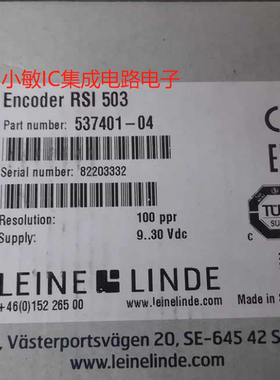 小敏IC集成电路电子
Encoder RSI 503
Part number: 537401-04
Serial number: 82203332
Resolution: 100 ppr
Supply: 9..30 Vdc
C
LEINE LINDE
+46(0)152 265 00 www.leinelinde.com
Made in S
, Västerportsvägen 20, SE-645 42 S
www.leinelinde.com